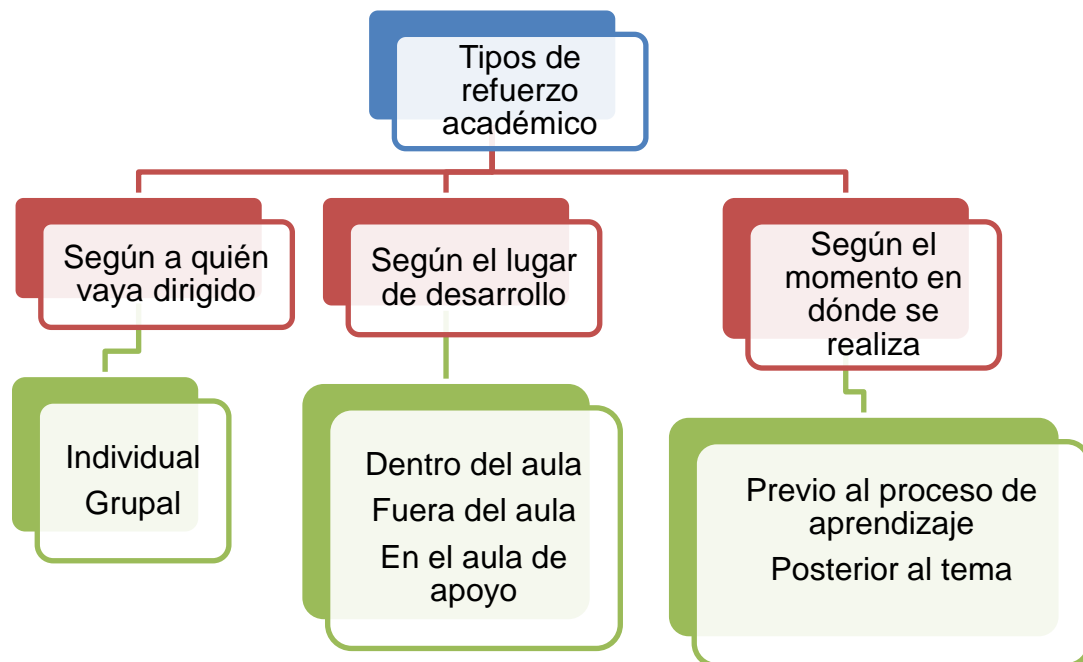 Tipos de
refuerzo
académico
Según a quién
vaya dirigido
Según el lugar
de desarrollo
Según el
momento en
dónde se
realiza
Individual
Grupal
Dentro del aula
Fuera del aula
En el aula de
apoyo
Previo al proceso de
aprendizaje
Posterior al tema